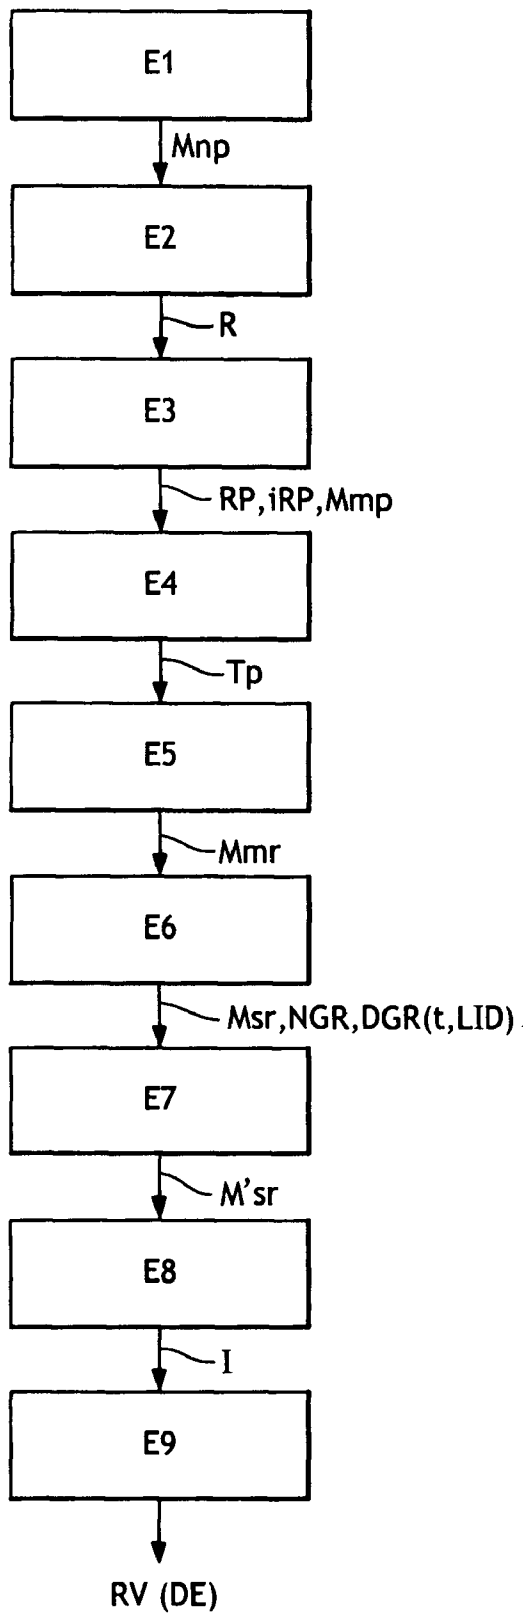 E1
Mnp
E2
R
E3
RP,iRP,Mmp
E4
Tp
E5
Mmr
E6
Msr,NGR,DGR(t,LID)
E7
M'sr
E8
I
E9
RV (DE)